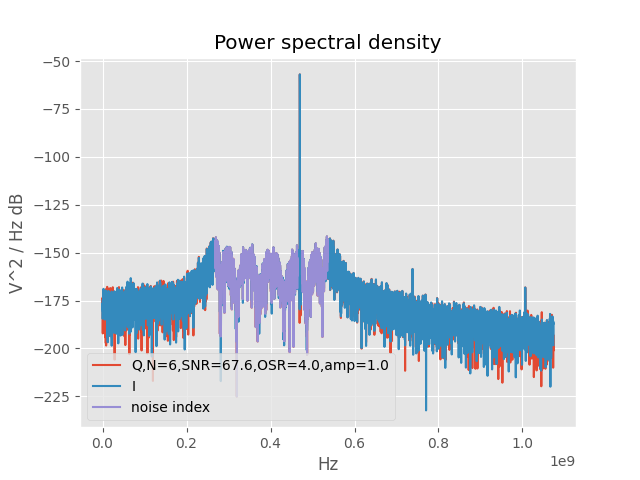 Power spectral density
V^2 / Hz dB
−50
−75
−100
−125
−150
−175
−200
−225
Q,N=6,SNR=67.6,OSR=4.0,amp=1.0
I
noise index
0.0 0.2 0.4 0.6 0.8 1.0
1e9
Hz